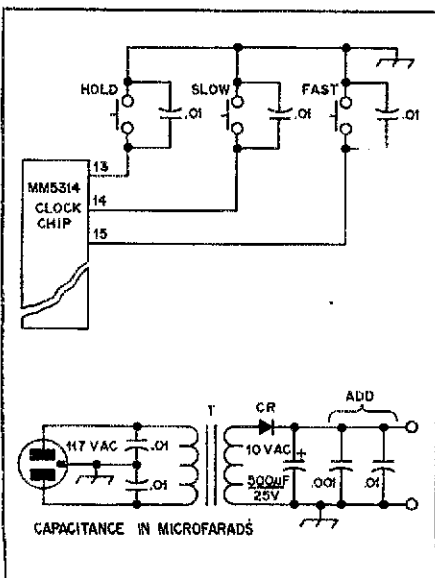 HOLD SLOW FAST
.01 .01 .01
13
MM5314
CLOCK
CHIP
14
15
T CR ADD
117 VAC .01 10 VAC +
.01 500uF
25V .001 .01
CAPACITANCE IN MICROFARADS